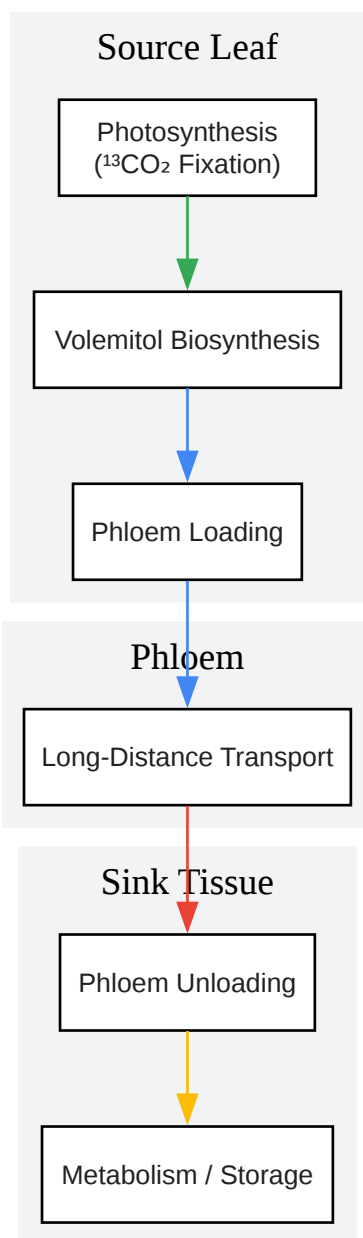 Source Leaf
Photosynthesis
(¹³CO₂ Fixation)
Volemitol Biosynthesis
Phloem Loading
Phloem
Long-Distance Transport
Sink Tissue
Phloem Unloading
Metabolism / Storage